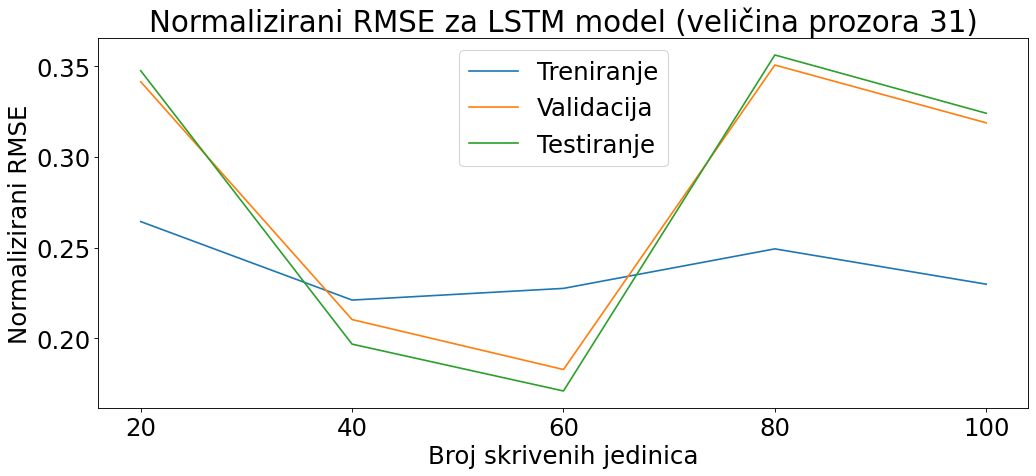 Normalizirani RMSE za LSTM model (veličina prozora 31)
Treniranje
Validacija
Testiranje
Normalizirani RMSE
0.35
0.30
0.25
0.20
20 40 60 80 100
Broj skrivenih jedinica